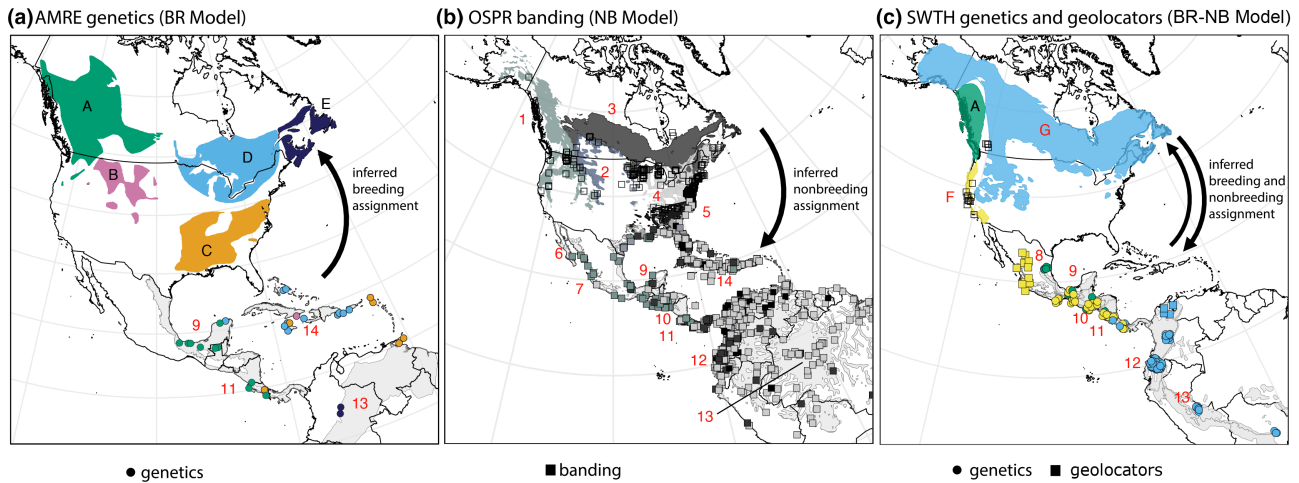 (a) AMRE genetics (BR Model)
A
B
C
D
E
inferred
breeding
assignment
9
14
11
13
● genetics
(b) OSPR banding (NB Model)
1
3
2
4
5
inferred
nonbreeding
assignment
6
7
9
14
10
11
12
13
■ banding
(c) SWTH genetics and geolocators (BR-NB Model)
A
G
F
inferred
breeding and
nonbreeding
assignment
8
9
10
11
12
13
● genetics ■ geolocators